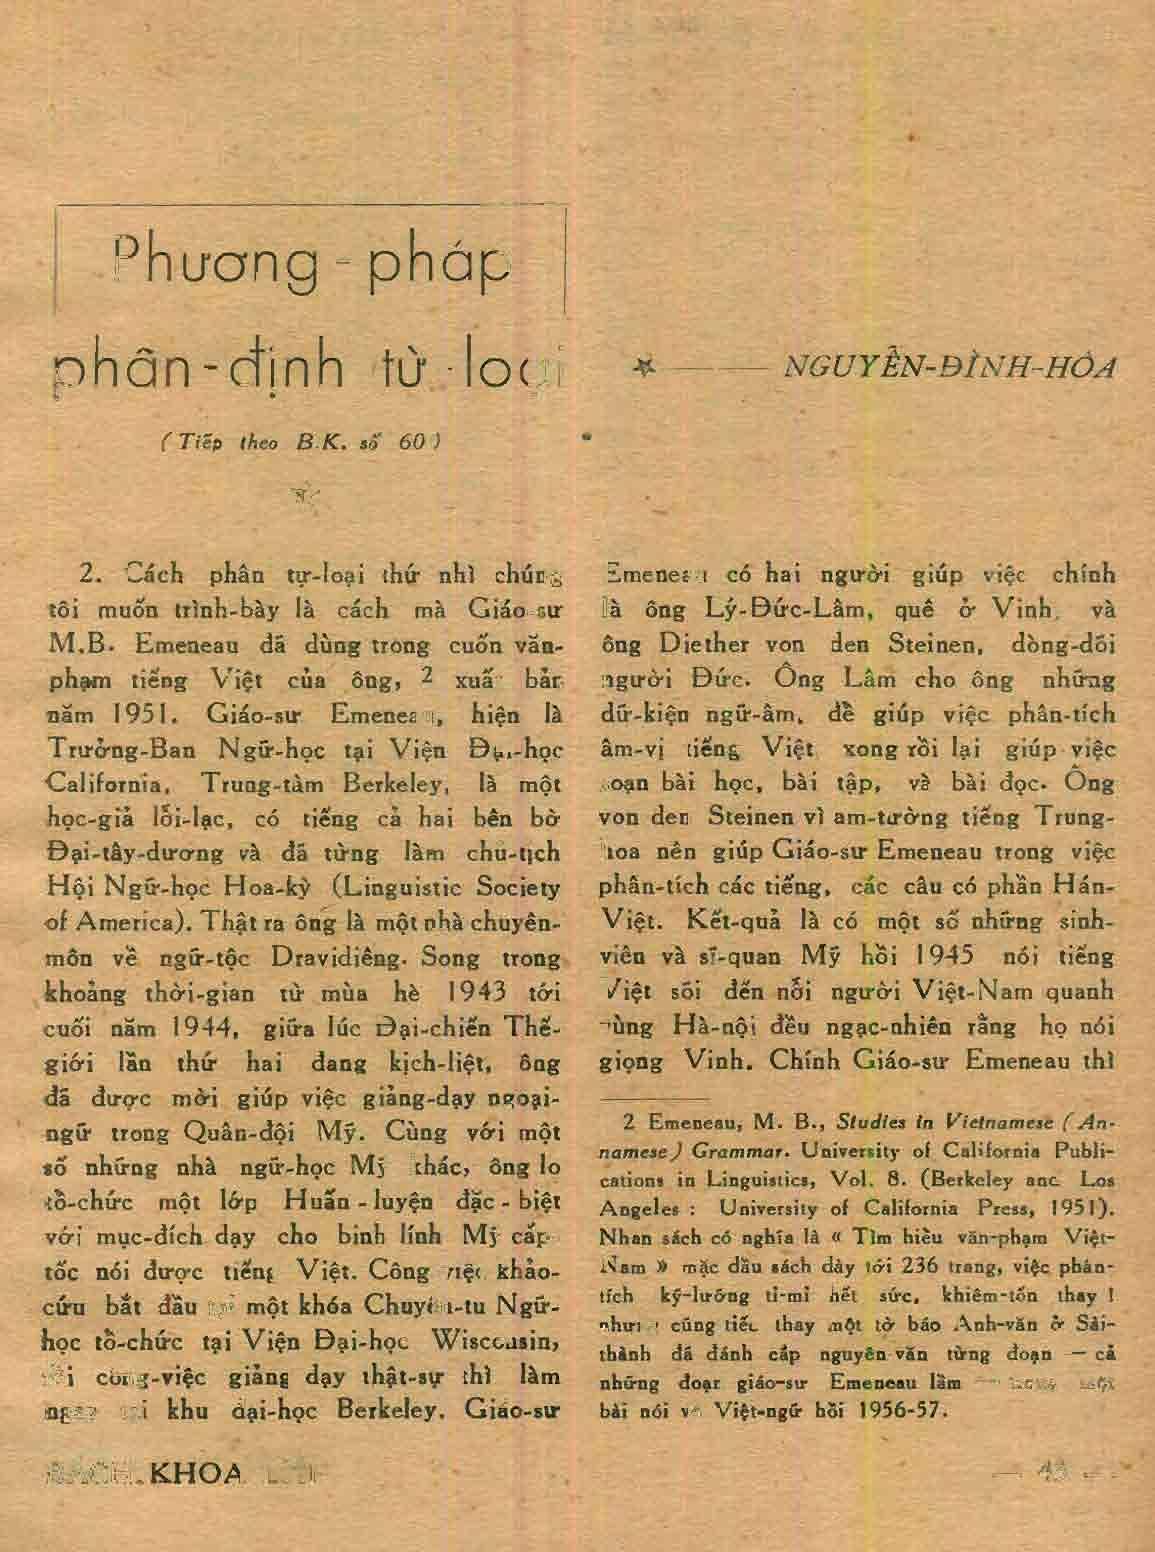 Phương - pháp
phân-định từ-loại
(Tiếp theo B.K. số 60)
NGUYỄN-ĐÌNH-HÒA
2. Cách phân tự-loại thứ nhì chúng
tôi muốn trình-bày là cách mà Giáo sư
M.B. Emeneau đã dùng trong cuốn văn-
phạm tiếng Việt của ông, 2 xuất bản
năm 1951. Giáo-sư Emeneau, hiện là
Trưởng-Ban Ngữ-học tại Viện Đại-học
California, Trung-tâm Berkeley, là một
học-giả lỗi-lạc, có tiếng cả hai bên bờ
Đại-tây-dương và đã từng làm chủ-tịch
Hội Ngữ-học Hoa-kỳ (Linguistic Society
of America). Thật ra ông là một nhà chuyên-
môn về ngữ-tộc Dravidiêng. Song trong
khoảng thời-gian từ mùa hè 1943 tới
cuối năm 1944, giữa lúc Đại-chiến Thế-
giới lần thứ hai đang kịch-liệt, ông
đã được mời giúp việc giảng-dạy ngoại-
ngữ trong Quân-đội Mỹ. Cùng với một
số những nhà ngữ-học Mỹ khác, ông lo
tổ-chức một lớp Huấn - luyện đặc - biệt
với mục-đích dạy cho binh lính Mỹ cấp
tốc nói được tiếng Việt. Công việc khảo-
cứu bắt đầu tại một khóa Chuyên-tu Ngữ-
học tổ-chức tại Viện Đại-học Wisconsin,
rồi công-việc giảng dạy thật-sự thì làm
ngay tại khu đại-học Berkeley. Giáo-sư
Emeneau có hai người giúp việc chính
là ông Lý-Đức-Lâm, quê ở Vinh, và
ông Diether von den Steinen, dòng-dõi
người Đức. Ông Lâm cho ông những
dữ-kiện ngữ-âm, để giúp việc phân-tích
âm-vị tiếng Việt, xong rồi lại giúp việc
soạn bài học, bài tập, và bài đọc. Ông
von den Steinen vì am-tường tiếng Trung-
hoa nên giúp Giáo-sư Emeneau trong việc
phân-tích các tiếng, các câu có phần Hán-
Việt. Kết-quả là có một số những sinh-
viên và sĩ-quan Mỹ hồi 1945 nói tiếng
Việt sõi đến nỗi người Việt-Nam quanh
vùng Hà-nội đều ngạc-nhiên rằng họ nói
giọng Vinh. Chính Giáo-sư Emeneau thì
2 Emeneau, M. B., Studies in Vietnamese (An-
namese) Grammar. University of California Publi-
cations in Linguistics, Vol. 8. (Berkeley and Los
Angeles : University of California Press, 1951).
Nhan sách có nghĩa là « Tìm hiểu văn-phạm Việt-
Nam » mặc dầu sách dày tới 236 trang, việc phân-
tích kỹ-lưỡng tỉ-mỉ hết sức, khiêm-tốn thay !
nhưng cũng tiếc thay một tờ báo Anh-văn ở Sài-
thành đã đánh cắp nguyên văn từng đoạn — cả
những đoạn giáo-sư Emeneau lầm — trong một
bài nói về Việt-ngữ hồi 1956-57.
BÁCH KHOA